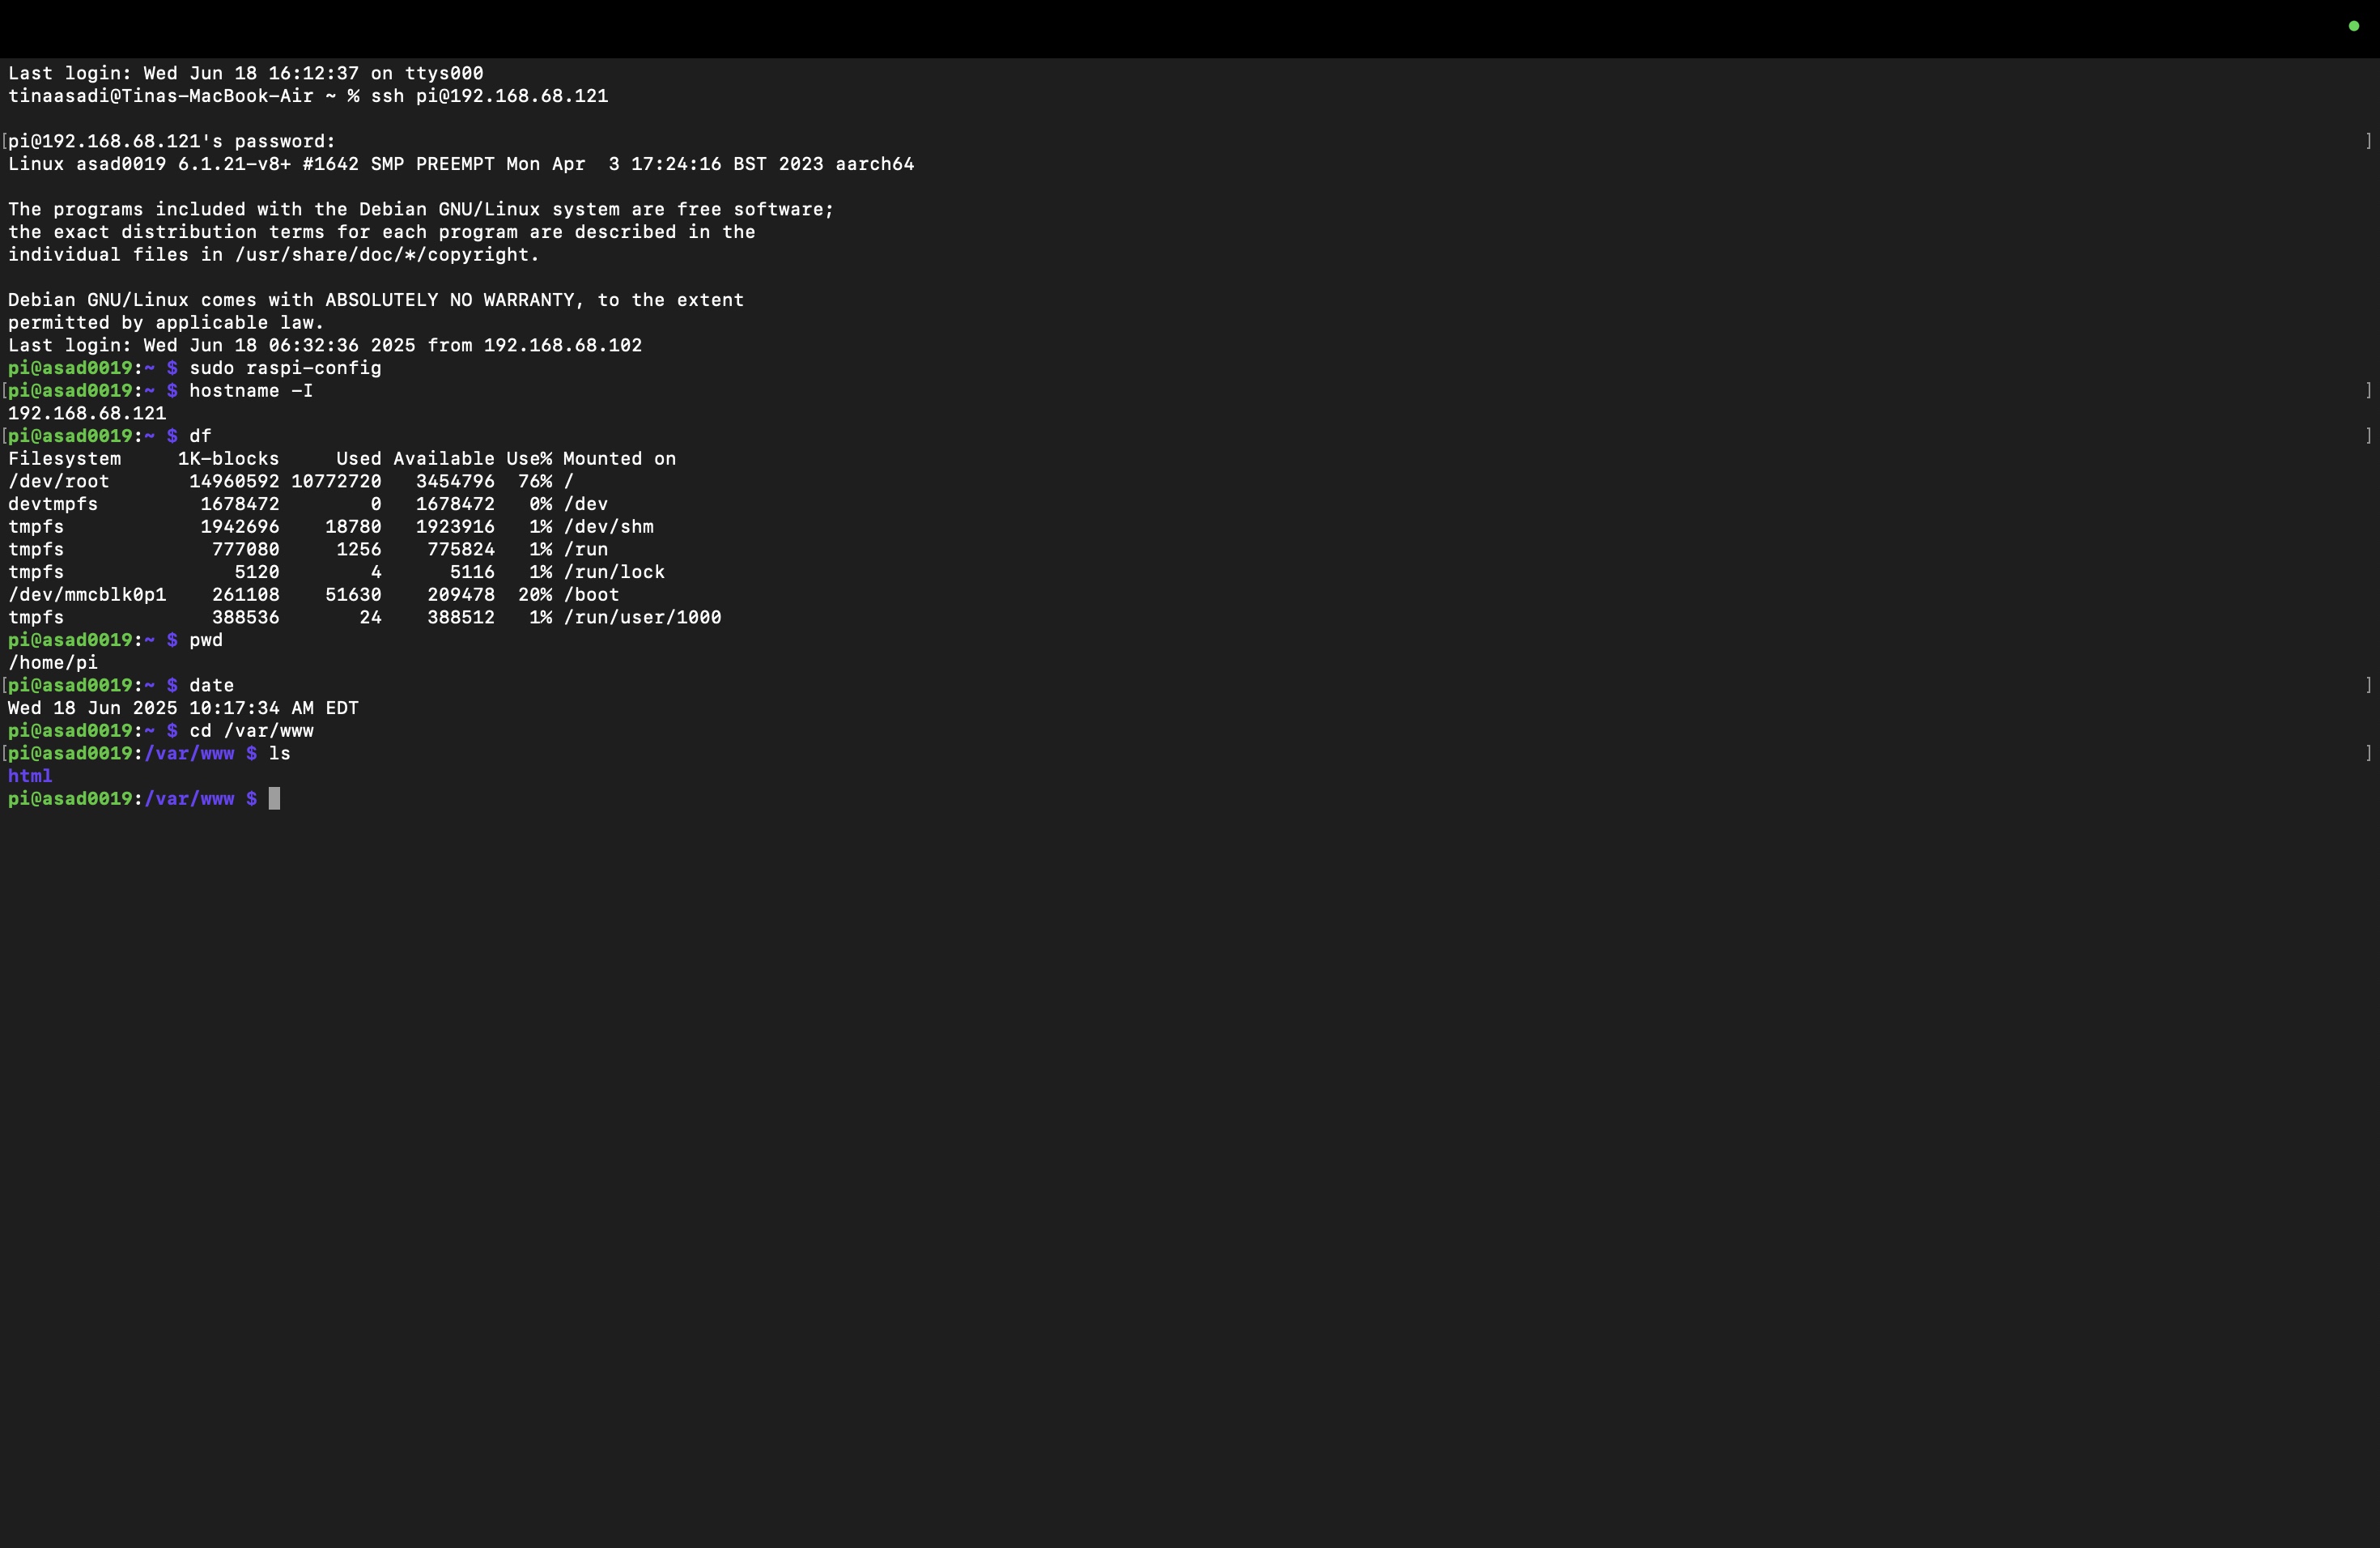 Last login: Wed Jun 18 16:12:37 on ttys000
tinaasadi@Tinas-MacBook-Air ~ % ssh pi@192.168.68.121

[pi@192.168.68.121's password: ]
Linux asad0019 6.1.21-v8+ #1642 SMP PREEMPT Mon Apr  3 17:24:16 BST 2023 aarch64

The programs included with the Debian GNU/Linux system are free software;
the exact distribution terms for each program are described in the
individual files in /usr/share/doc/*/copyright.

Debian GNU/Linux comes with ABSOLUTELY NO WARRANTY, to the extent
permitted by applicable law.
Last login: Wed Jun 18 06:32:36 2025 from 192.168.68.102
pi@asad0019:~ $ sudo raspi-config
[pi@asad0019:~ $ hostname -I ]
192.168.68.121
[pi@asad0019:~ $ df ]
Filesystem     1K-blocks     Used Available Use% Mounted on
/dev/root       14960592 10772720   3454796  76% /
devtmpfs         1678472        0   1678472   0% /dev
tmpfs            1942696    18780   1923916   1% /dev/shm
tmpfs             777080     1256    775824   1% /run
tmpfs               5120        4      5116   1% /run/lock
/dev/mmcblk0p1    261108    51630    209478  20% /boot
tmpfs             388536       24    388512   1% /run/user/1000
pi@asad0019:~ $ pwd
/home/pi
[pi@asad0019:~ $ date ]
Wed 18 Jun 2025 10:17:34 AM EDT
pi@asad0019:~ $ cd /var/www
[pi@asad0019:/var/www $ ls ]
html
pi@asad0019:/var/www $